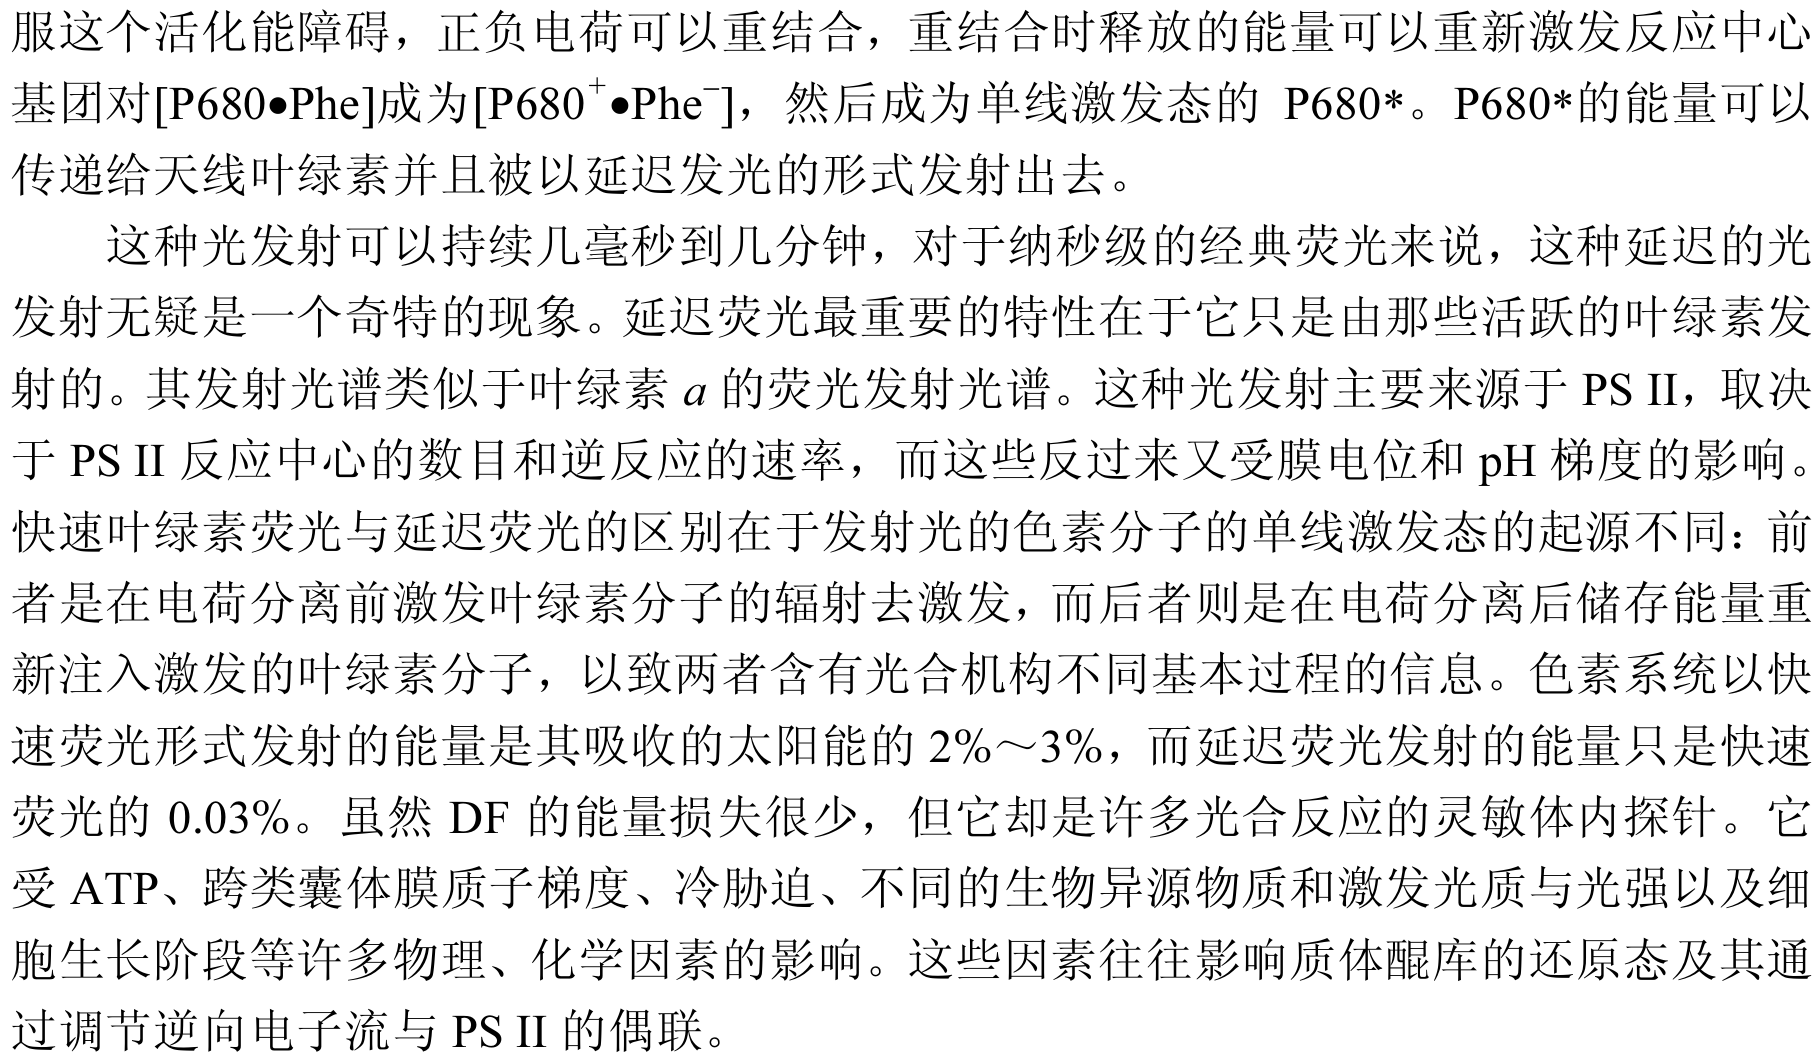 服这个活化能障碍，正负电荷可以重结合，重结合时释放的能量可以重新激发反应中心
基团对[P680●Phe]成为[P680⁺●Phe⁻]，然后成为单线激发态的 P680*。P680*的能量可以
传递给天线叶绿素并且被以延迟发光的形式发射出去。
这种光发射可以持续几毫秒到几分钟，对于纳秒级的经典荧光来说，这种延迟的光
发射无疑是一个奇特的现象。延迟荧光最重要的特性在于它只是由那些活跃的叶绿素发
射的。其发射光谱类似于叶绿素 a 的荧光发射光谱。这种光发射主要来源于 PS II，取决
于 PS II 反应中心的数目和逆反应的速率，而这些反过来又受膜电位和 pH 梯度的影响。
快速叶绿素荧光与延迟荧光的区别在于发射光的色素分子的单线激发态的起源不同：前
者是在电荷分离前激发叶绿素分子的辐射去激发，而后者则是在电荷分离后储存能量重
新注入激发的叶绿素分子，以致两者含有光合机构不同基本过程的信息。色素系统以快
速荧光形式发射的能量是其吸收的太阳能的 2%～3%，而延迟荧光发射的能量只是快速
荧光的 0.03%。虽然 DF 的能量损失很少，但它却是许多光合反应的灵敏体内探针。它
受 ATP、跨类囊体膜质子梯度、冷胁迫、不同的生物异源物质和激发光质与光强以及细
胞生长阶段等许多物理、化学因素的影响。这些因素往往影响质体醌库的还原态及其通
过调节逆向电子流与 PS II 的偶联。